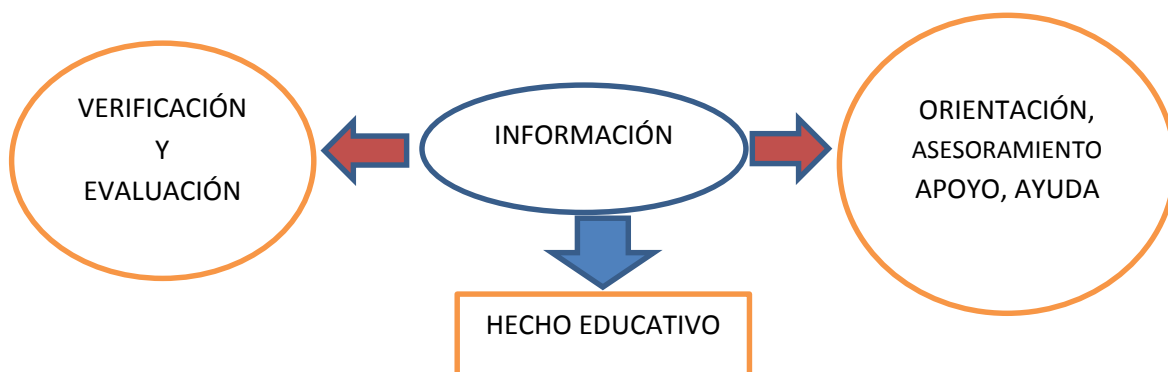 VERIFICACIÓN
Y
EVALUACIÓN
INFORMACIÓN
ORIENTACIÓN,
ASESORAMIENTO
APOYO, AYUDA
HECHO EDUCATIVO